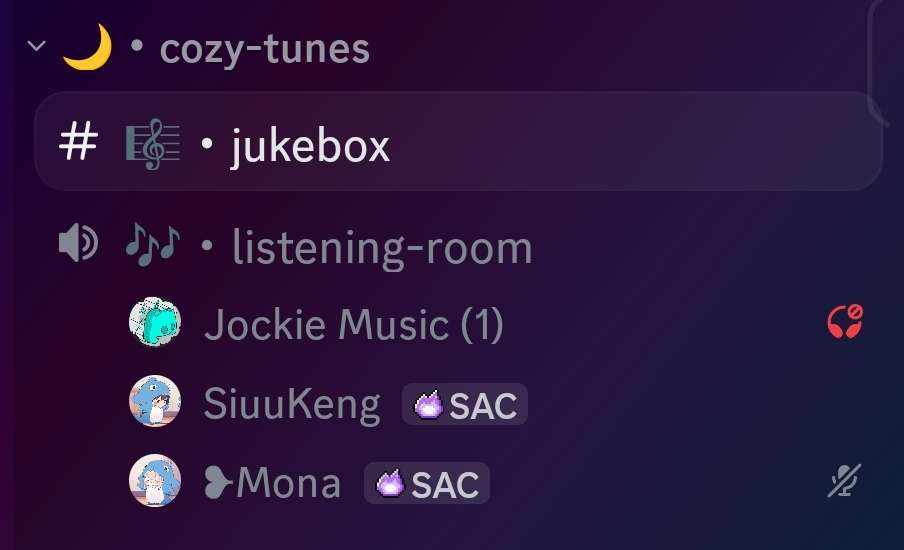 🌙 • cozy-tunes
# 🎼 • jukebox
🎶 • listening-room
Jockie Music (1)
SiuuKeng SAC
❥Mona SAC